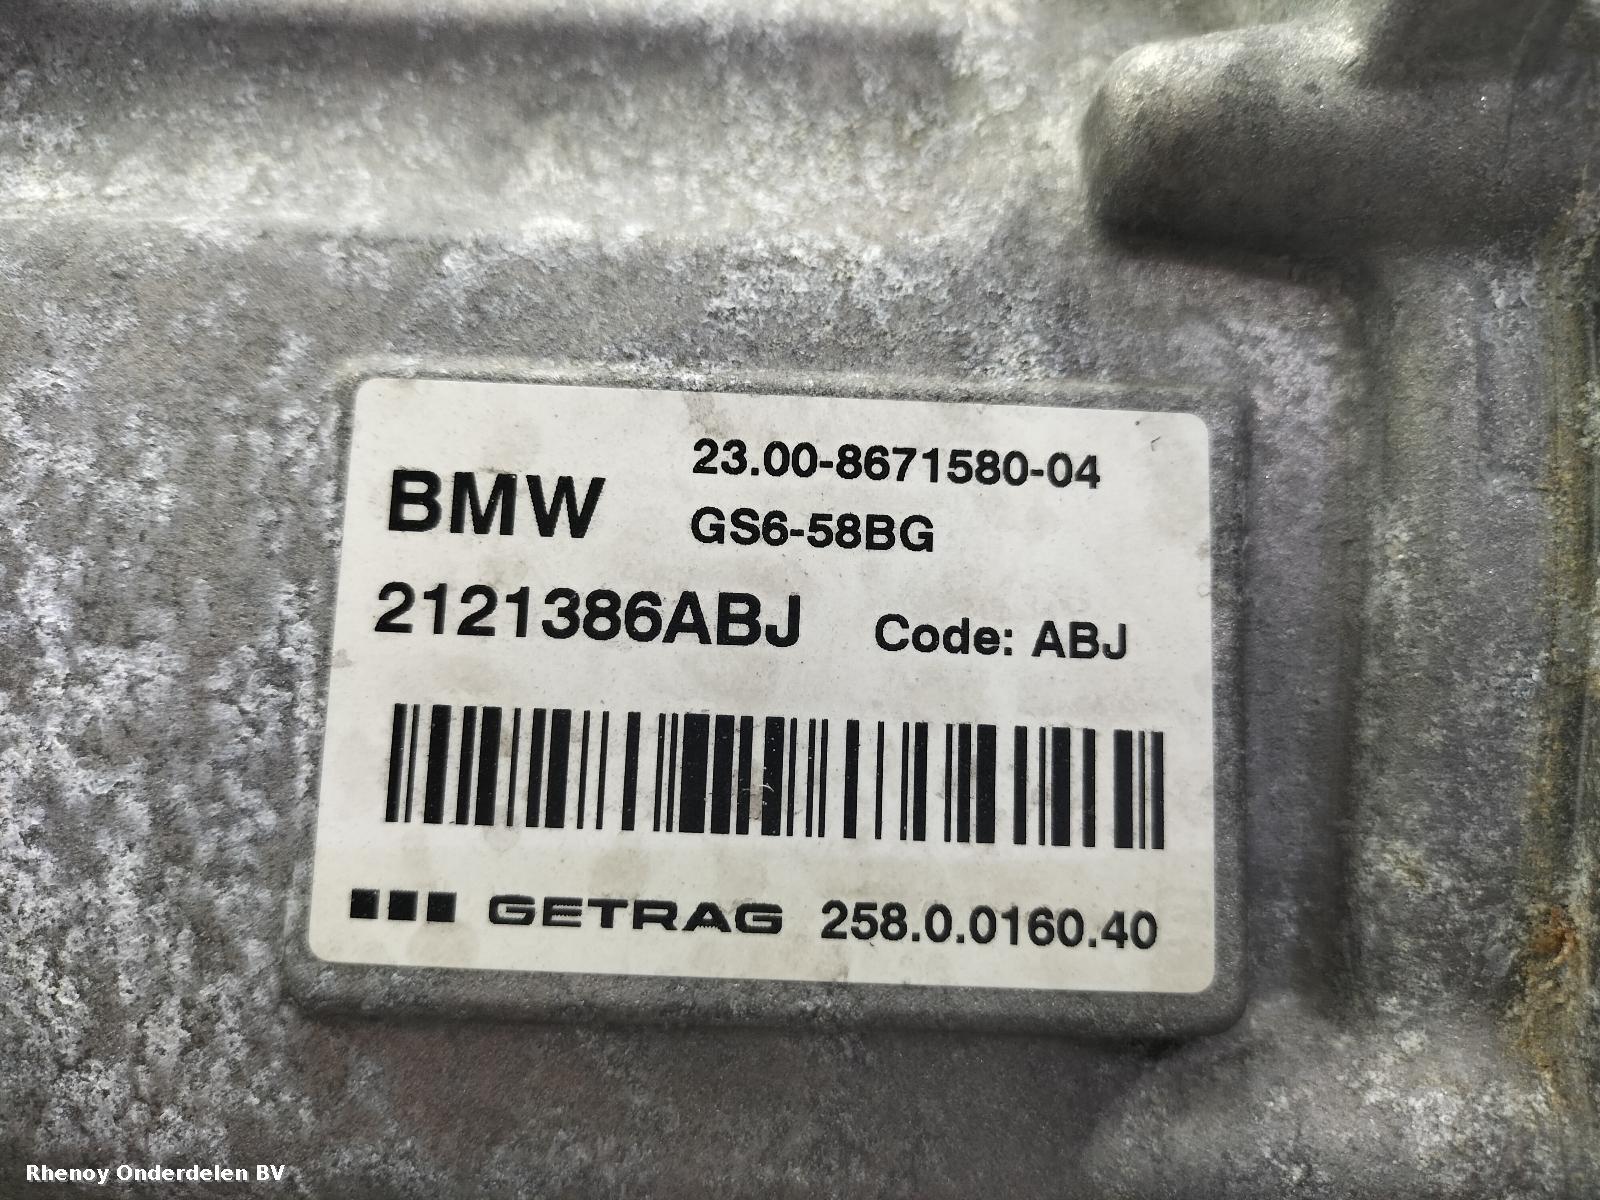 BMW
23.00-8671580-04
GS6-58BG
2121386ABJ Code: ABJ
GETRAG 258.0.0160.40
Rhenoy Onderdelen BV